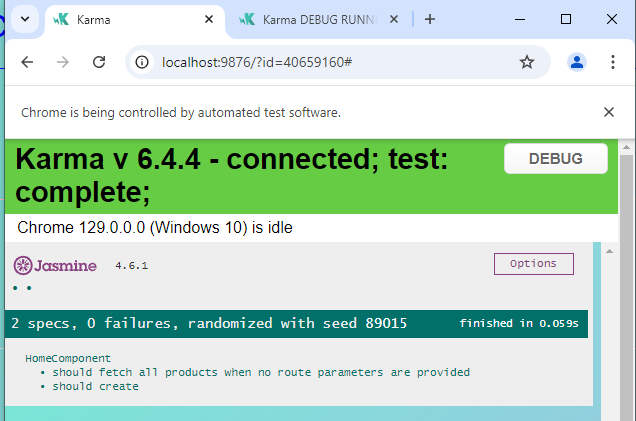 Karma
Karma DEBUG RUNN
localhost:9876/?id=40659160#
Chrome is being controlled by automated test software.
Karma v 6.4.4 - connected; test:
complete;
DEBUG
Chrome 129.0.0.0 (Windows 10) is idle
Jasmine 4.6.1
Options
2 specs, 0 failures, randomized with seed 89015
finished in 0.059s
HomeComponent
• should fetch all products when no route parameters are provided
• should create